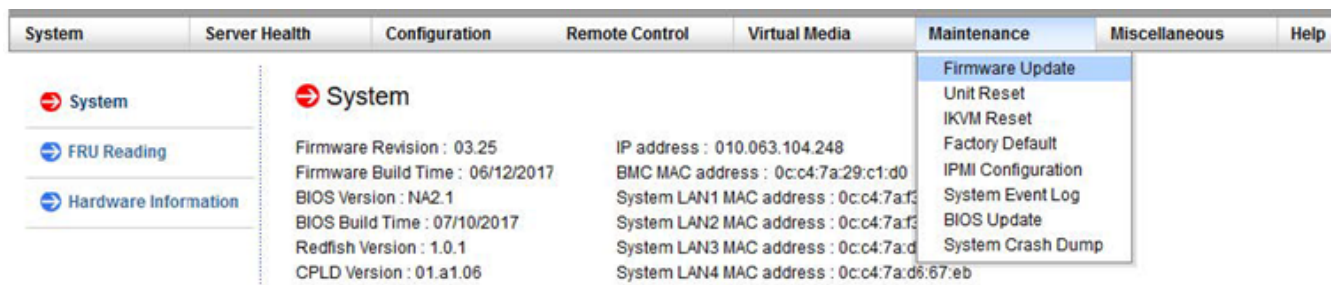 System Server Health Configuration Remote Control Virtual Media Maintenance Miscellaneous Help
Firmware Update
Unit Reset
IKVM Reset
Factory Default
IPMI Configuration
System Event Log
BIOS Update
System Crash Dump
System
FRU Reading
Hardware Information
System
Firmware Revision : 03.25
Firmware Build Time : 06/12/2017
BIOS Version : NA2.1
BIOS Build Time : 07/10/2017
Redfish Version : 1.0.1
CPLD Version : 01.a1.06
IP address : 010.063.104.248
BMC MAC address : 0c:c4:7a:29:c1:d0
System LAN1 MAC address : 0c:c4:7a:f3
System LAN2 MAC address : 0c:c4:7a:f3
System LAN3 MAC address : 0c:c4:7a:d
System LAN4 MAC address : 0c:c4:7a:d6:67:eb